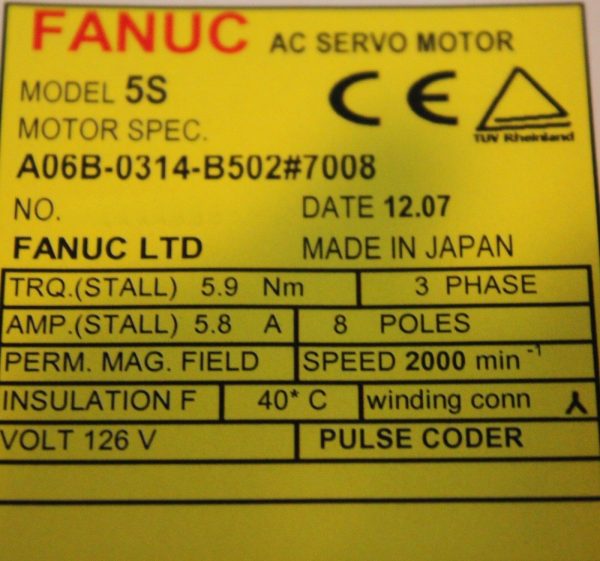 FANUC AC SERVO MOTOR
MODEL 5S
CE
MOTOR SPEC.
TUV Rheinland
A06B-0314-B502#7008
NO. DATE 12.07
FANUC LTD MADE IN JAPAN
TRQ.(STALL) 5.9 Nm 3 PHASE
AMP.(STALL) 5.8 A 8 POLES
PERM. MAG. FIELD SPEED 2000 min -1
INSULATION F 40* C winding conn
VOLT 126 V PULSE CODER